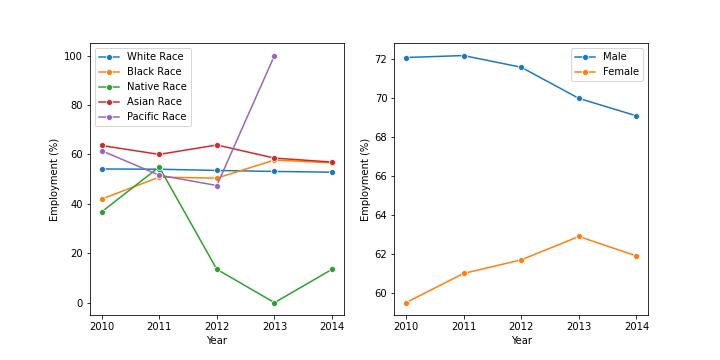 100
80
60
40
20
0
Employment (%)
White Race
Black Race
Native Race
Asian Race
Pacific Race
2010 2011 2012 2013 2014
Year
72
70
68
66
64
62
60
Employment (%)
Male
Female
2010 2011 2012 2013 2014
Year